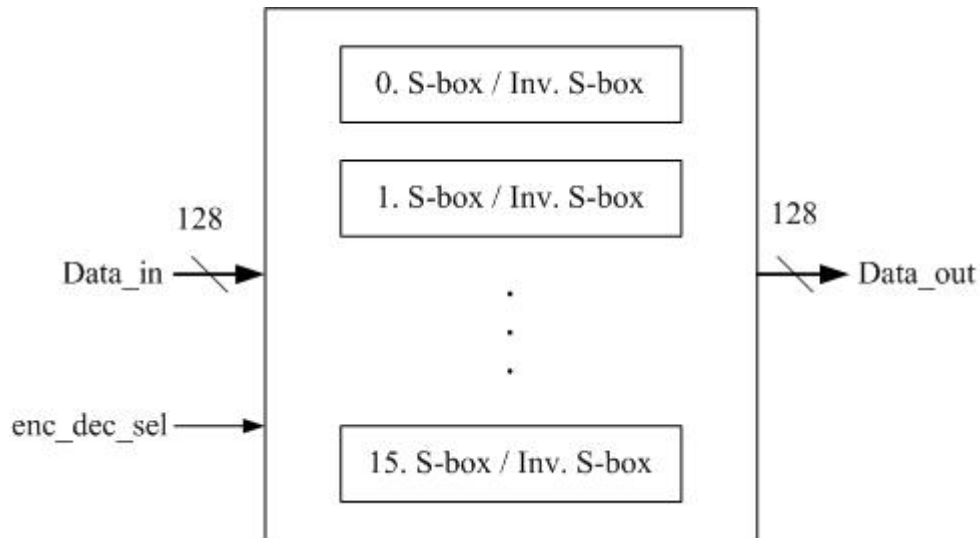 0. S-box / Inv. S-box
1. S-box / Inv. S-box
128
128
Data_in
Data_out
.
.
.
enc_dec_sel
15. S-box / Inv. S-box